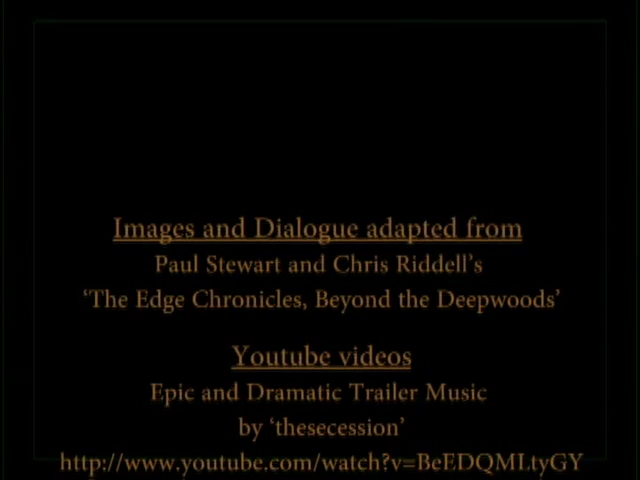 Images and Dialogue adapted from
Paul Stewart and Chris Riddell's
'The Edge Chronicles, Beyond the Deepwoods'
Youtube videos
Epic and Dramatic Trailer Music
by 'thesecession'
http://www.youtube.com/watch?v=BeEDQMLtyGY